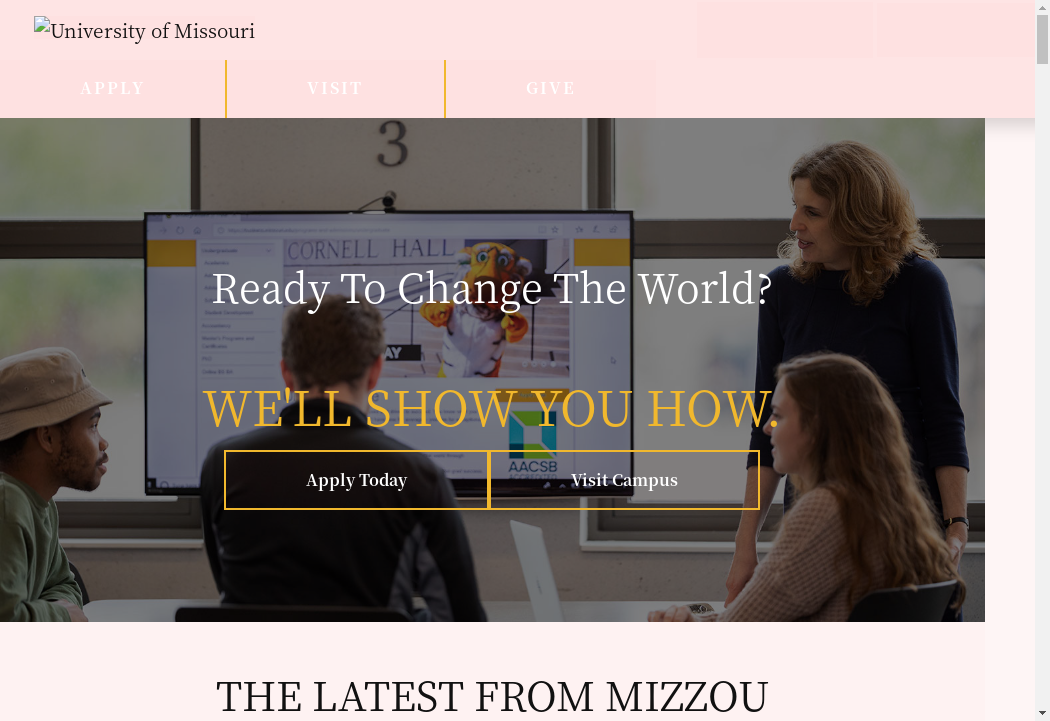 University of Missouri
APPLY
VISIT
GIVE
3
CORNELL HALL
Ready To Change The World?
AY
WE'LL SHOW YOU HOW.
AACSB
Apply Today
Visit Campus
THE LATEST FROM MIZZOU